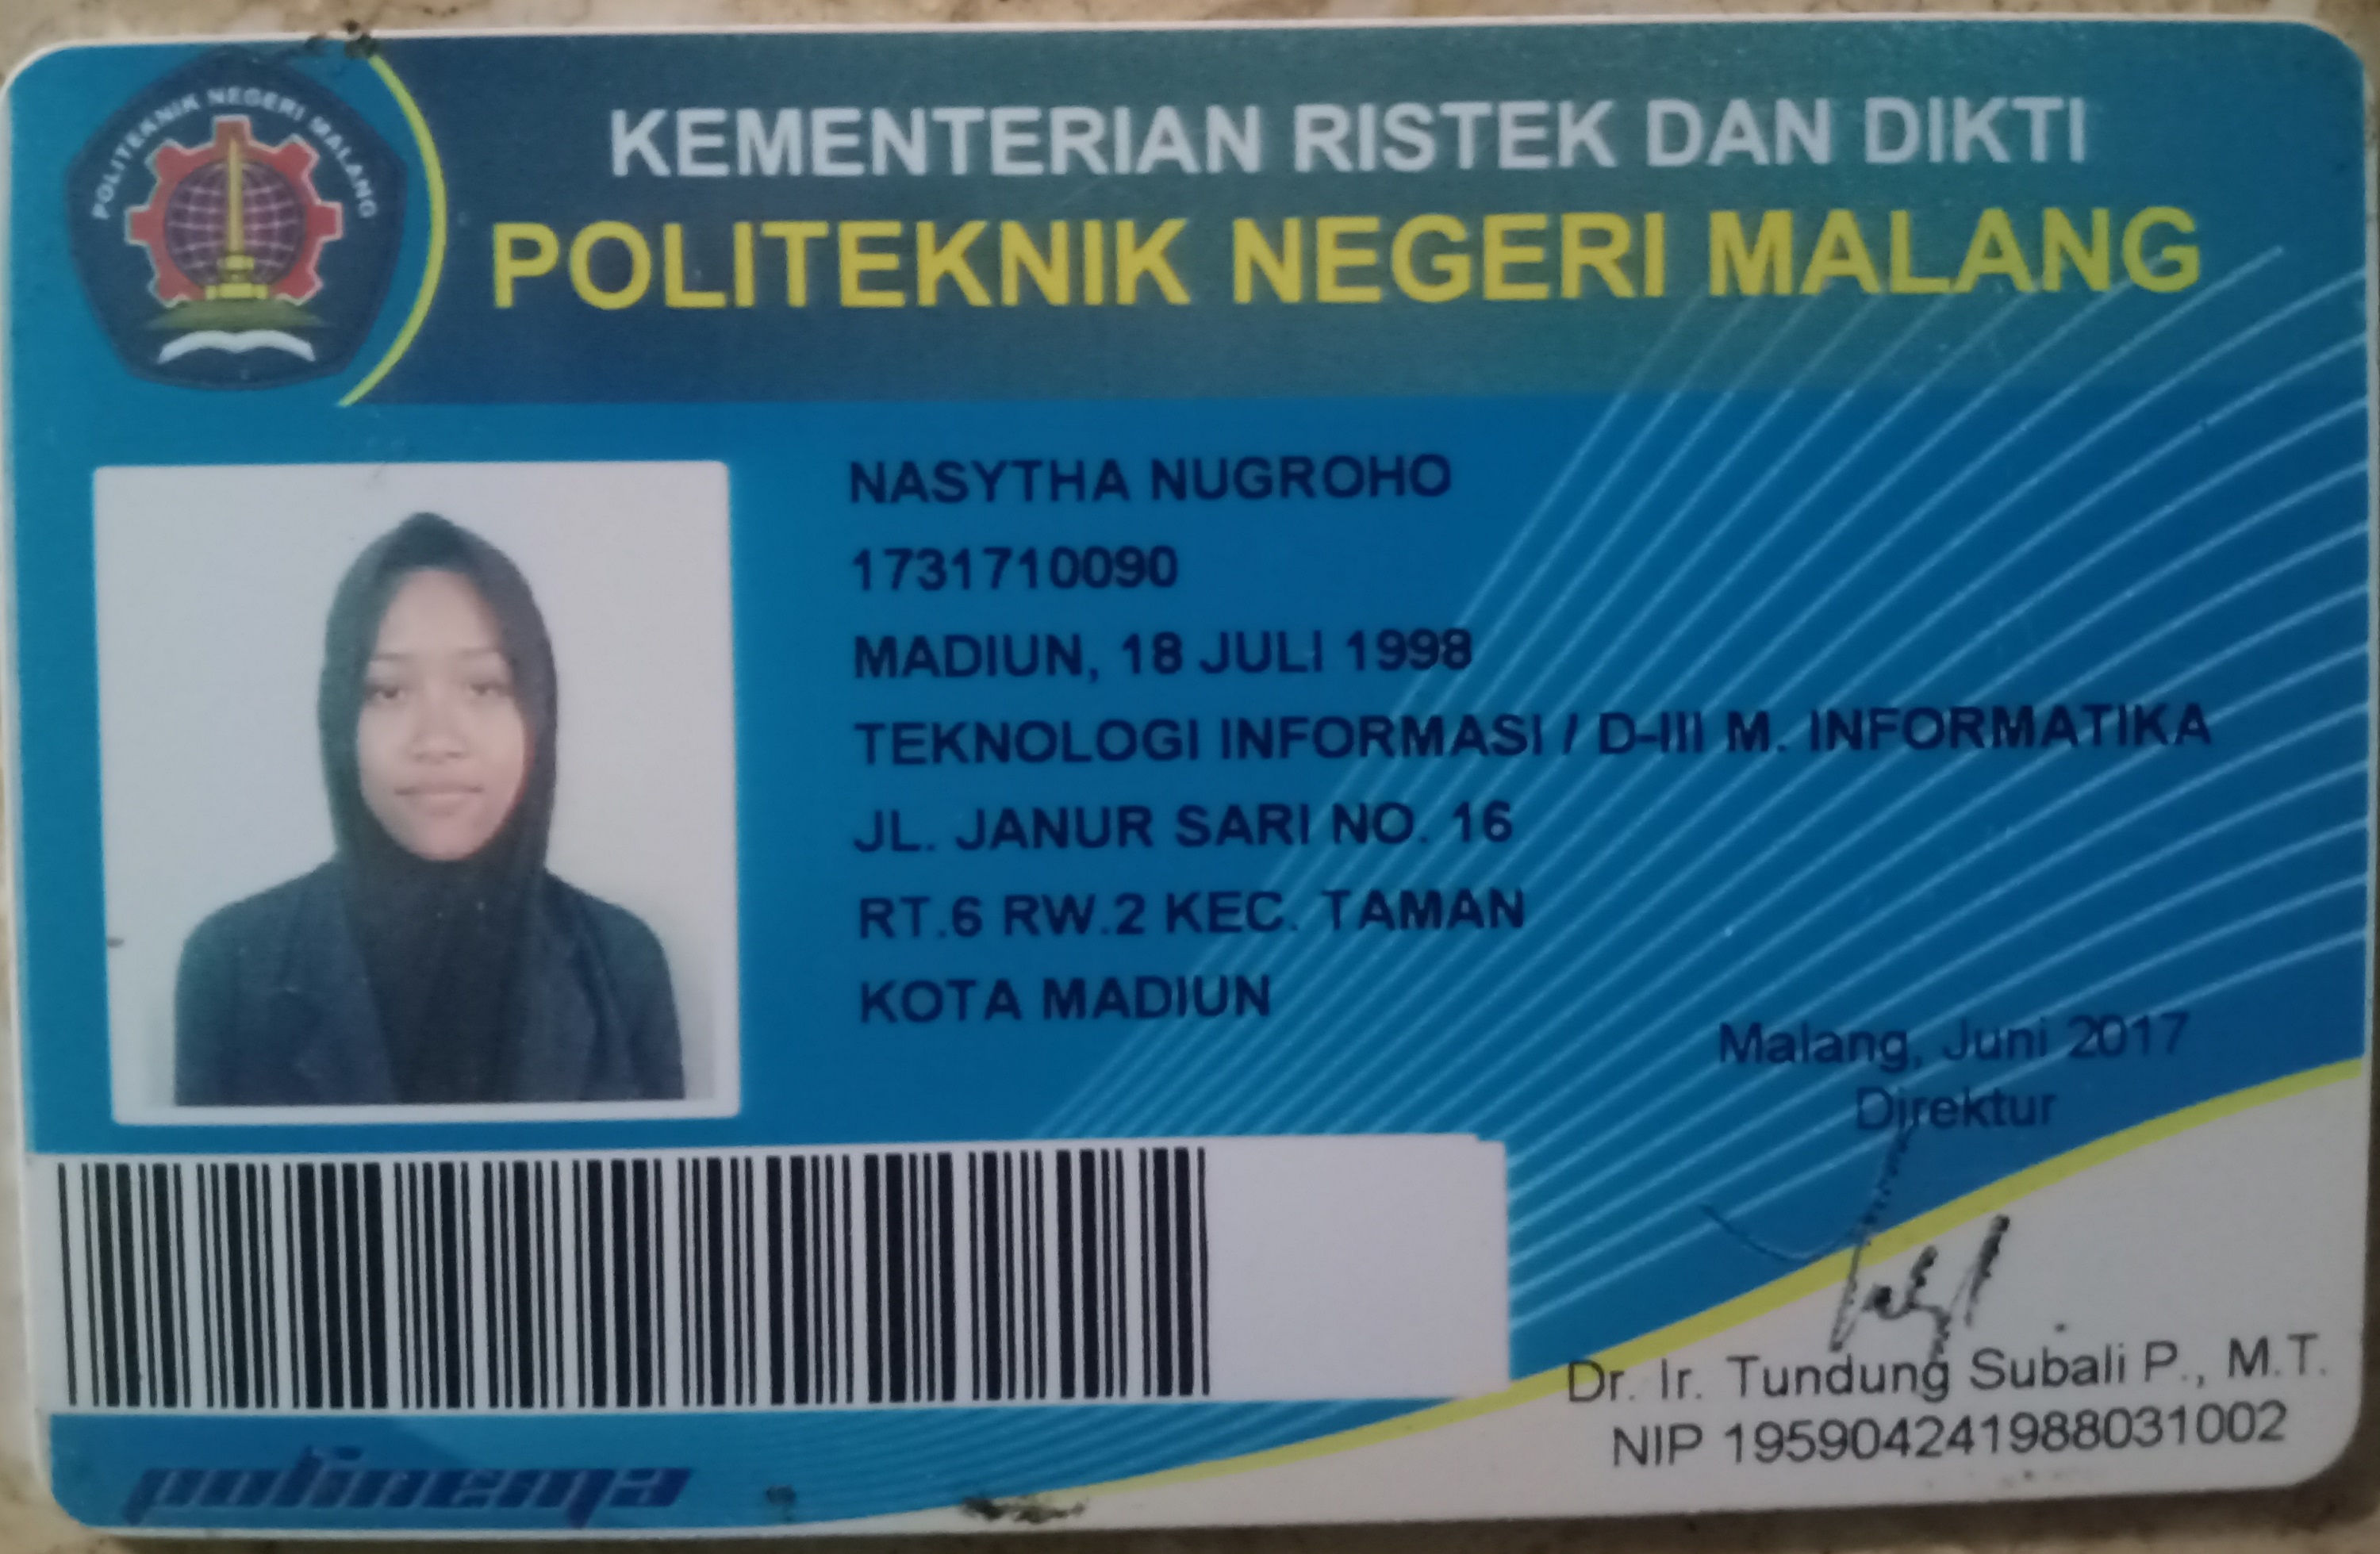 POLITEKNIK NEGERI MALANG
KEMENTERIAN RISTEK DAN DIKTI
POLITEKNIK NEGERI MALANG
NASYTHA NUGROHO
1731710090
MADIUN, 18 JULI 1998
TEKNOLOGI INFORMASI / D-III M. INFORMATIKA
JL. JANUR SARI NO. 16
RT.6 RW.2 KEC. TAMAN
KOTA MADIUN
Malang, Juni 2017
Direktur
Dr. Ir. Tundung Subali P., M.T.
NIP 195904241988031002
polinema